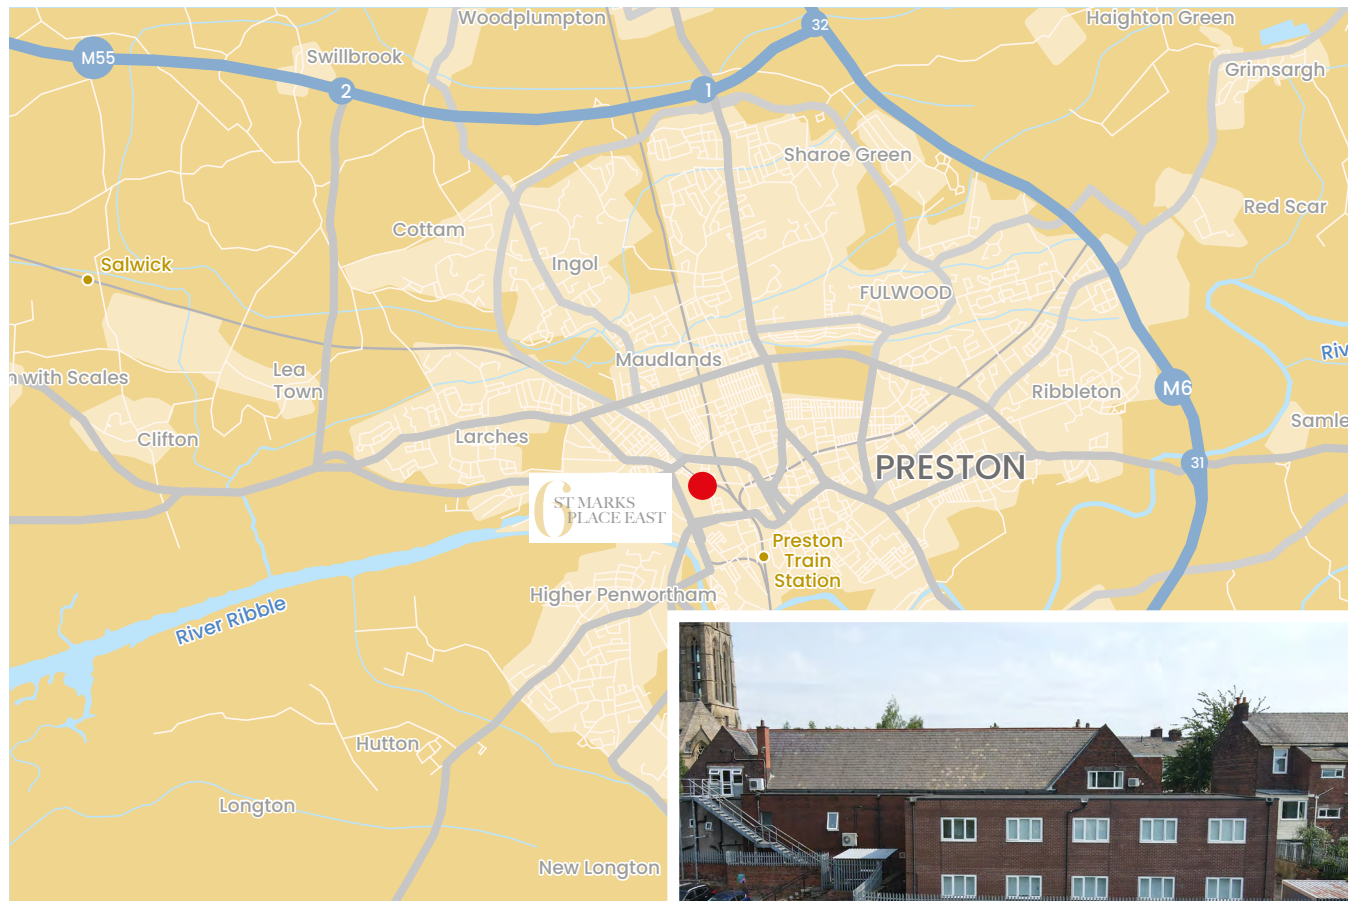 Woodplumpton
32
Haighton Green
M55
Swillbrook
Grimsargh
2
1
Sharoe Green
Red Scar
Cottam
Salwick
Ingol
FULWOOD
Riv
Maudlands
Lea
Town
n with Scales
M6
Ribbleton
Samle
Clifton
Larches
PRESTON
31
6
ST MARKS
PLACE EAST
Preston
Train
Station
Higher Penwortham
River Ribble
Hutton
Longton
New Longton